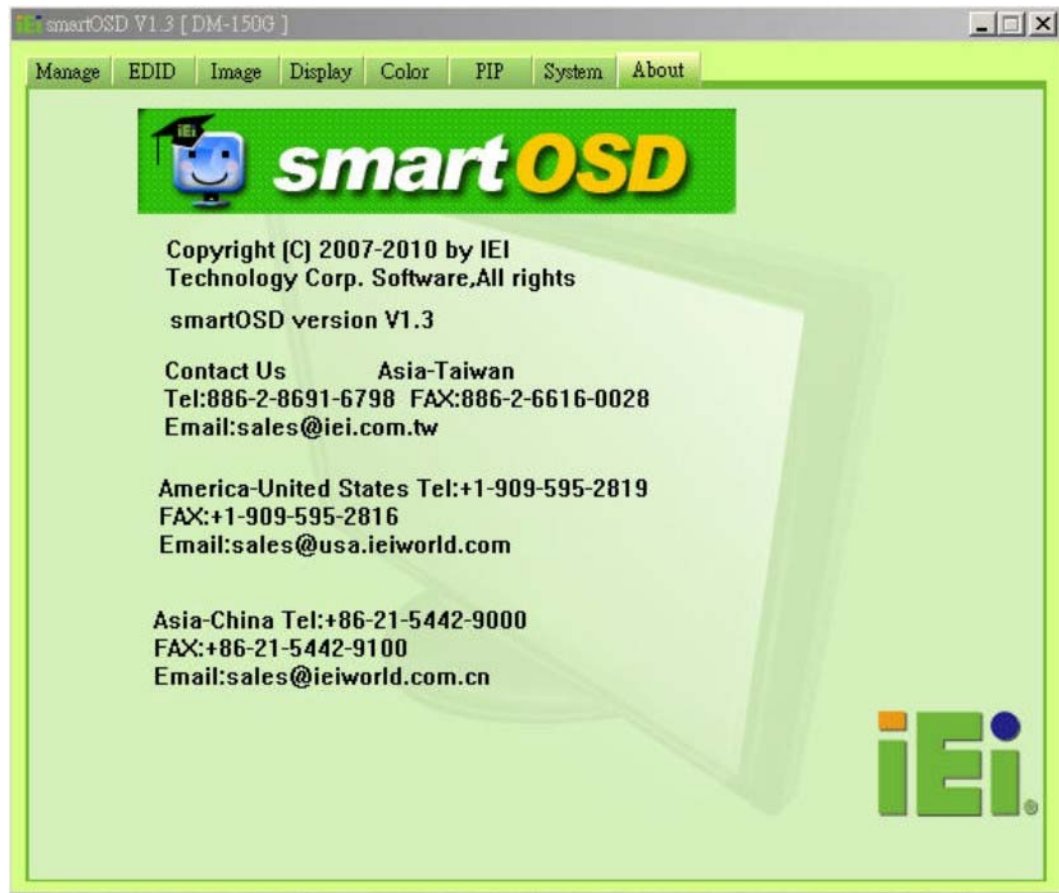 iEi smartOSD V1.3 [ DM-150G ]
Manage EDID Image Display Color PIP System About
iEi
smartOSD
Copyright (C) 2007-2010 by IEI
Technology Corp. Software,All rights
smartOSD version V1.3
Contact Us Asia-Taiwan
Tel:886-2-8691-6798 FAX:886-2-6616-0028
Email:sales@iei.com.tw
America-United States Tel:+1-909-595-2819
FAX:+1-909-595-2816
Email:sales@usa.ieiworld.com
Asia-China Tel:+86-21-5442-9000
FAX:+86-21-5442-9100
Email:sales@ieiworld.com.cn
iEi®